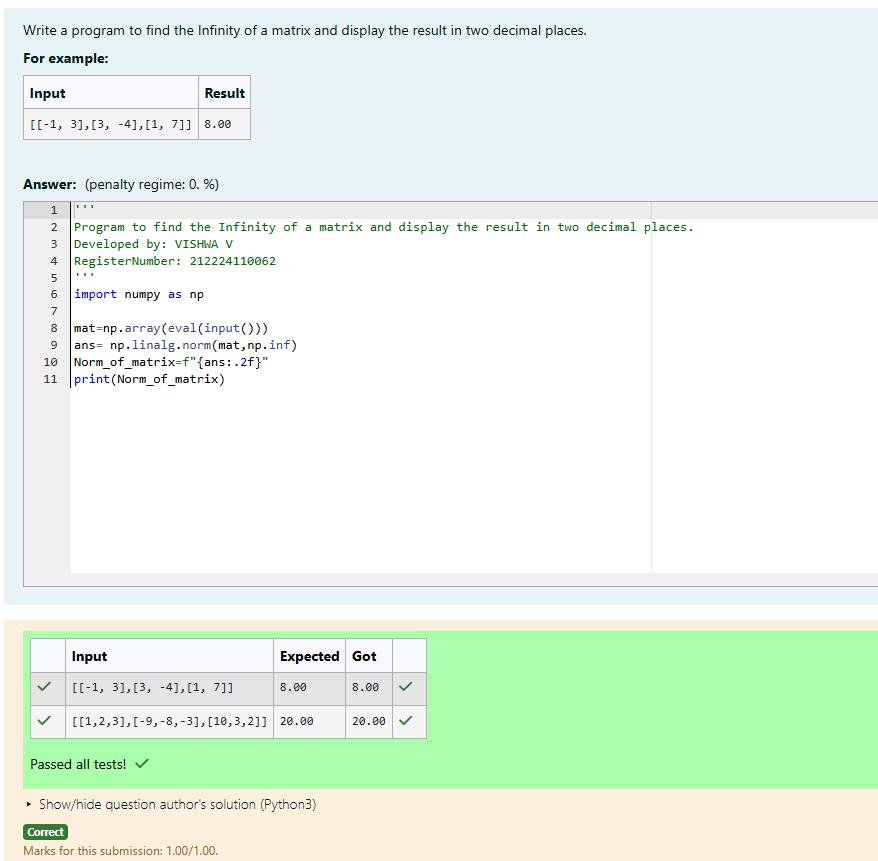 Write a program to find the Infinity of a matrix and display the result in two decimal places.
For example:
Input Result
[[-1, 3],[3, -4],[1, 7]] 8.00
Answer: (penalty regime: 0. %)
1 '''
2 Program to find the Infinity of a matrix and display the result in two decimal places.
3 Developed by: VISHWA V
4 RegisterNumber: 212224110062
5 '''
6 import numpy as np
7
8 mat=np.array(eval(input()))
9 ans= np.linalg.norm(mat,np.inf)
10 Norm_of_matrix=f"{ans:.2f}"
11 print(Norm_of_matrix)
Input Expected Got
[[-1, 3],[3, -4],[1, 7]] 8.00 8.00
[[1,2,3],[-9,-8,-3],[10,3,2]] 20.00 20.00
Passed all tests!
Show/hide question author's solution (Python3)
Correct
Marks for this submission: 1.00/1.00.